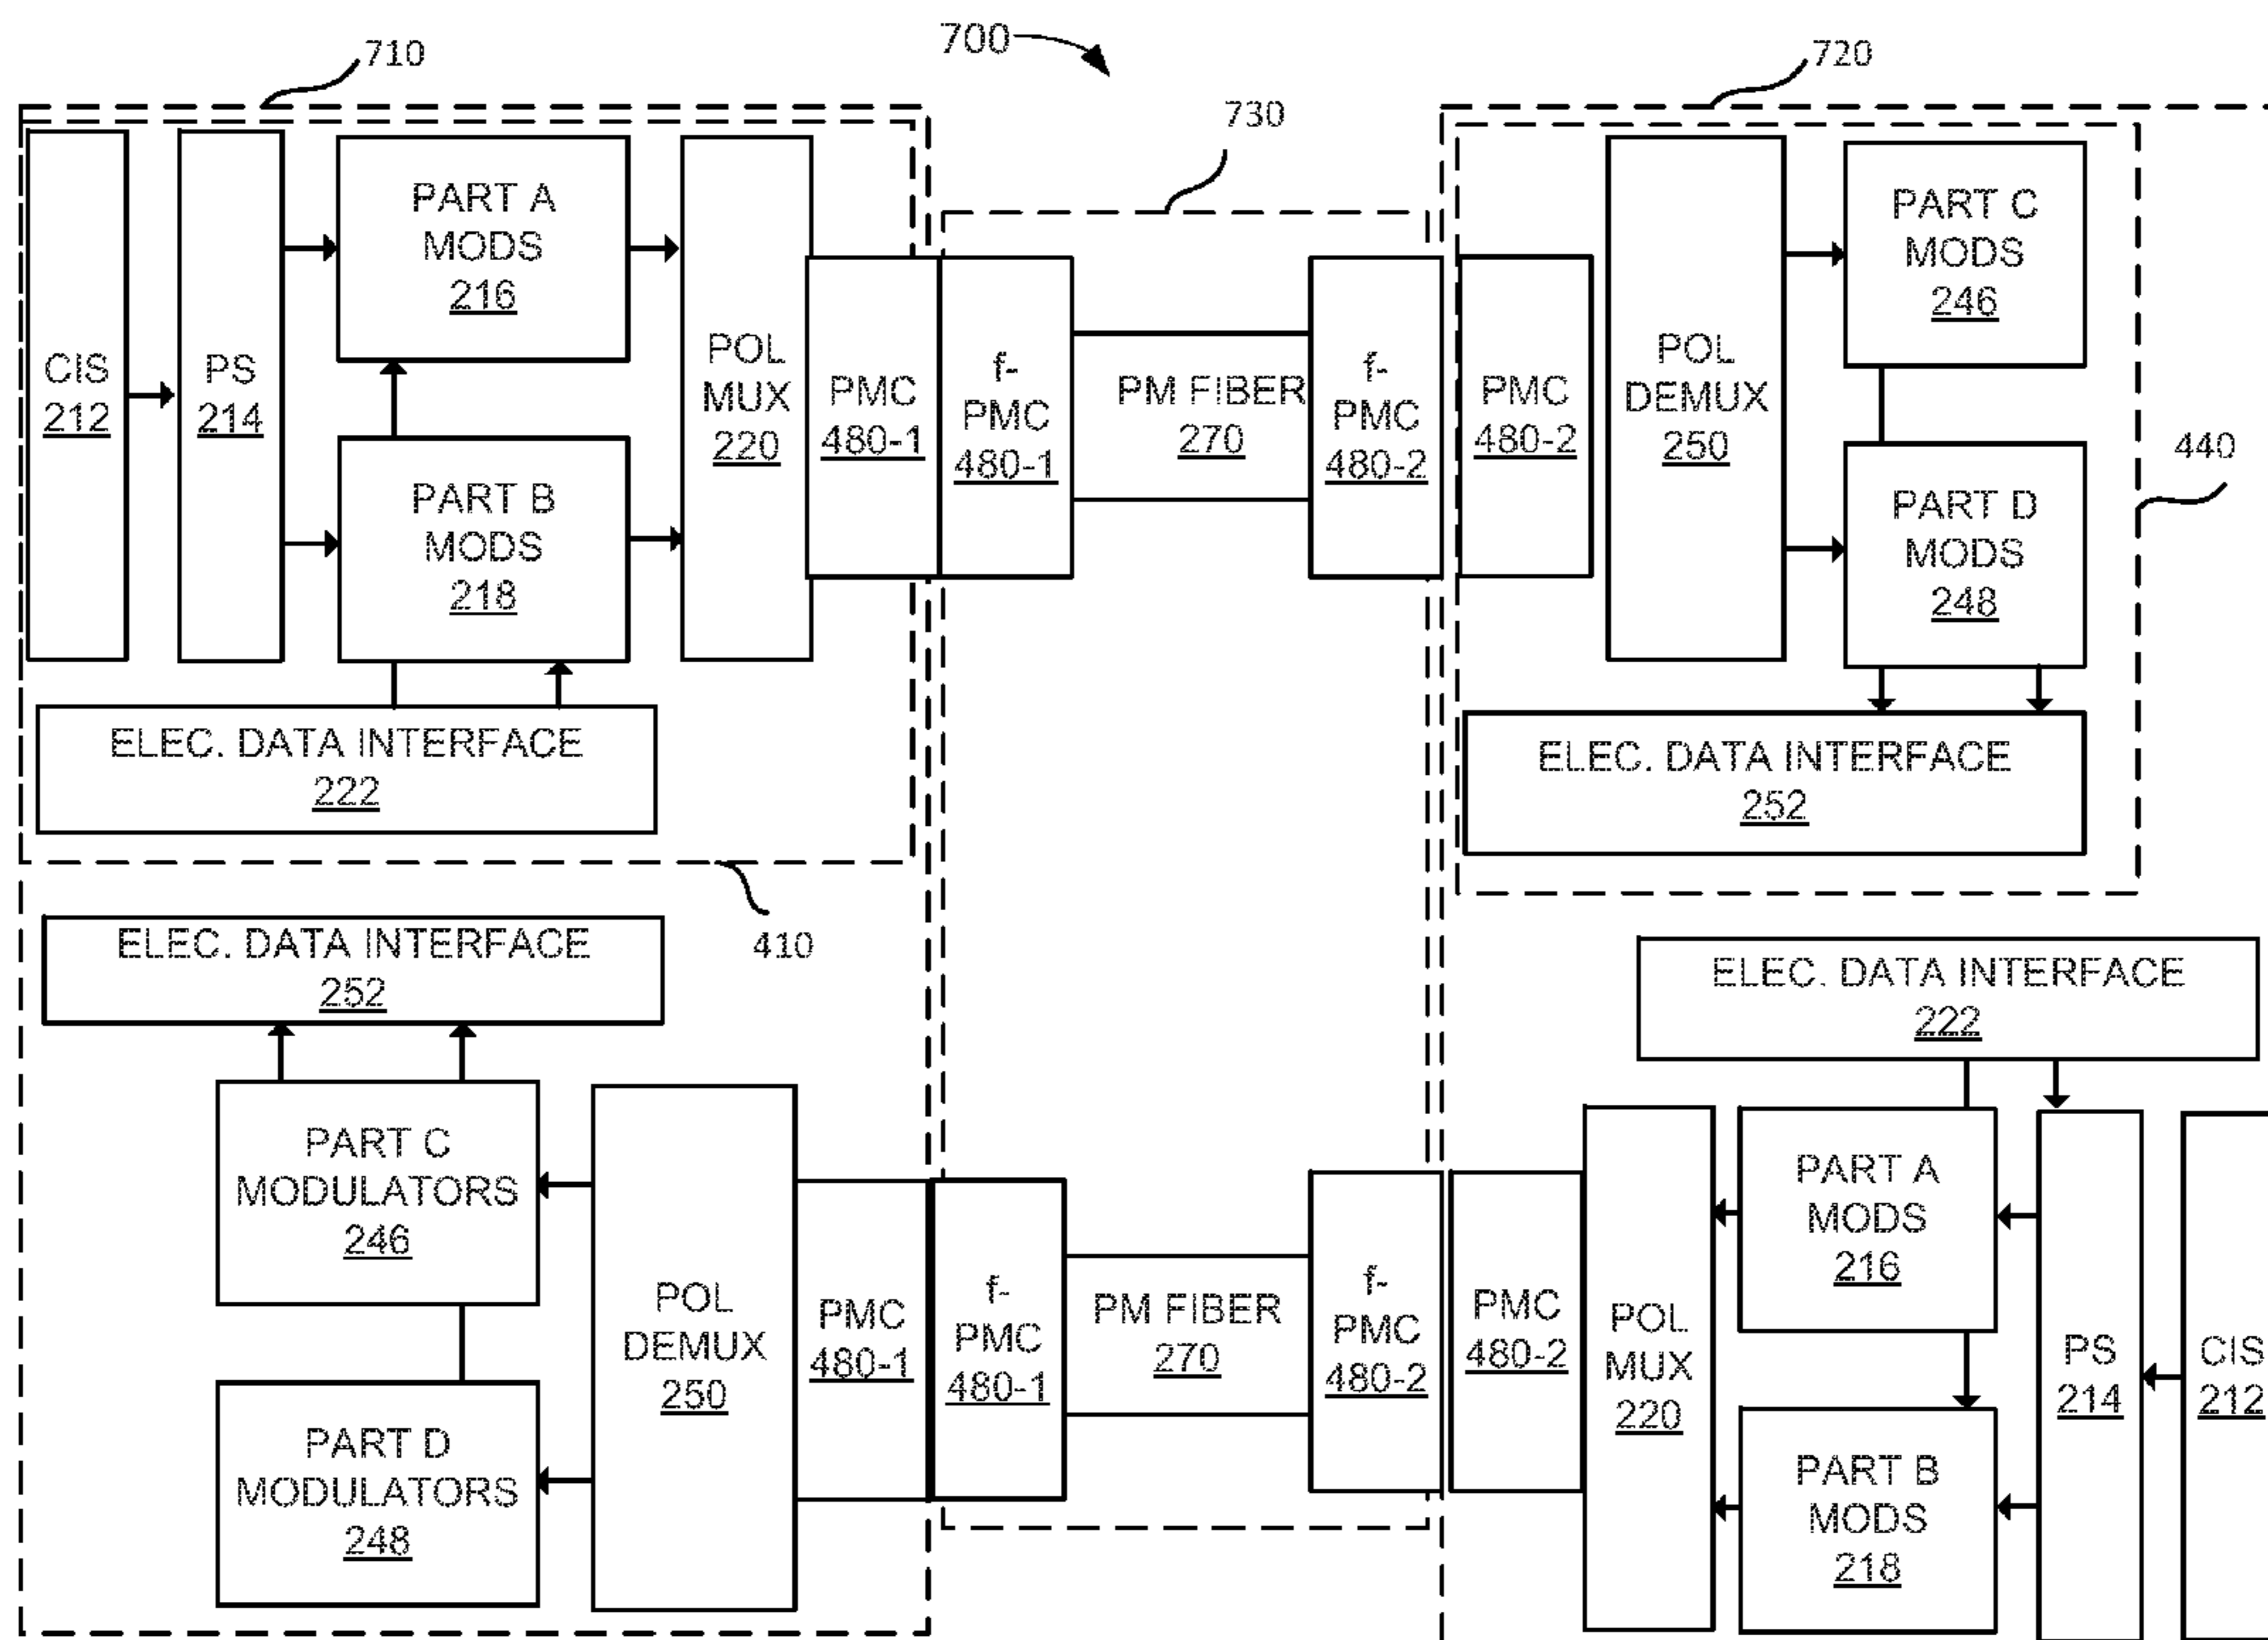 700
710
720
730
CIS
212
PS
214
PART A
MODS
216
PART B
MODS
218
POL
MUX
220
PMC
480-1
f-
PMC
480-1
PM FIBER
270
f-
PMC
480-2
PMC
480-2
POL
DEMUX
250
PART C
MODS
246
PART D
MODS
248
440
ELEC. DATA INTERFACE
222
ELEC. DATA INTERFACE
252
410
ELEC. DATA INTERFACE
252
ELEC. DATA INTERFACE
222
PART C
MODULATORS
246
PART D
MODULATORS
248
POL
DEMUX
250
PMC
480-1
f-
PMC
480-1
PM FIBER
270
f-
PMC
480-2
PMC
480-2
POL
MUX
220
PART A
MODS
216
PART B
MODS
218
PS
214
CIS
212